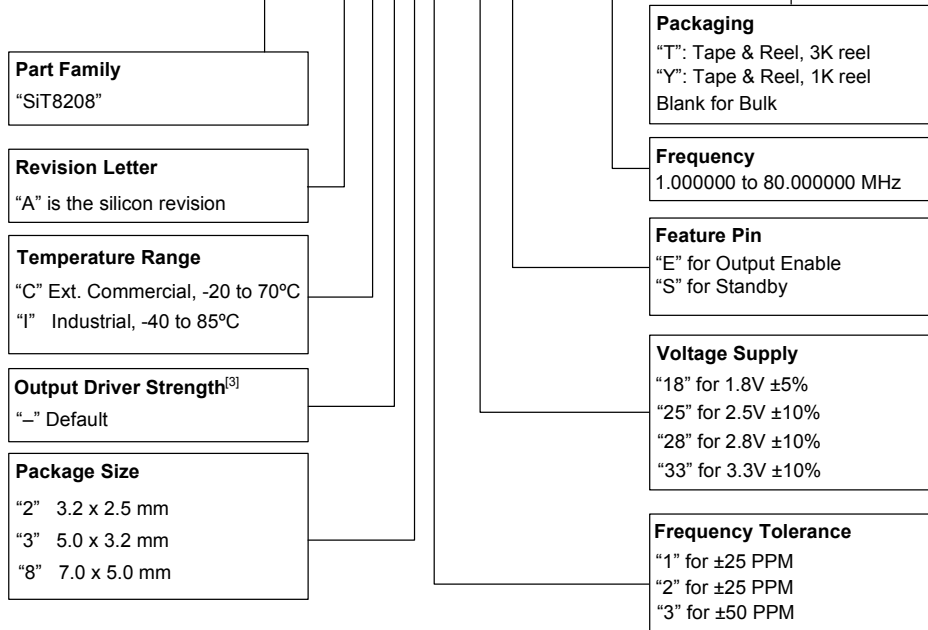 Part Family
“SiT8208”
Revision Letter
“A” is the silicon revision
Temperature Range
“C” Ext. Commercial, -20 to 70ºC
“I” Industrial, -40 to 85ºC
Output Driver Strength[3]
“–” Default
Package Size
“2” 3.2 x 2.5 mm
“3” 5.0 x 3.2 mm
“8” 7.0 x 5.0 mm
Packaging
“T”: Tape & Reel, 3K reel
“Y”: Tape & Reel, 1K reel
Blank for Bulk
Frequency
1.000000 to 80.000000 MHz
Feature Pin
“E” for Output Enable
“S” for Standby
Voltage Supply
“18” for 1.8V ±5%
“25” for 2.5V ±10%
“28” for 2.8V ±10%
“33” for 3.3V ±10%
Frequency Tolerance
“1” for ±25 PPM
“2” for ±25 PPM
“3” for ±50 PPM